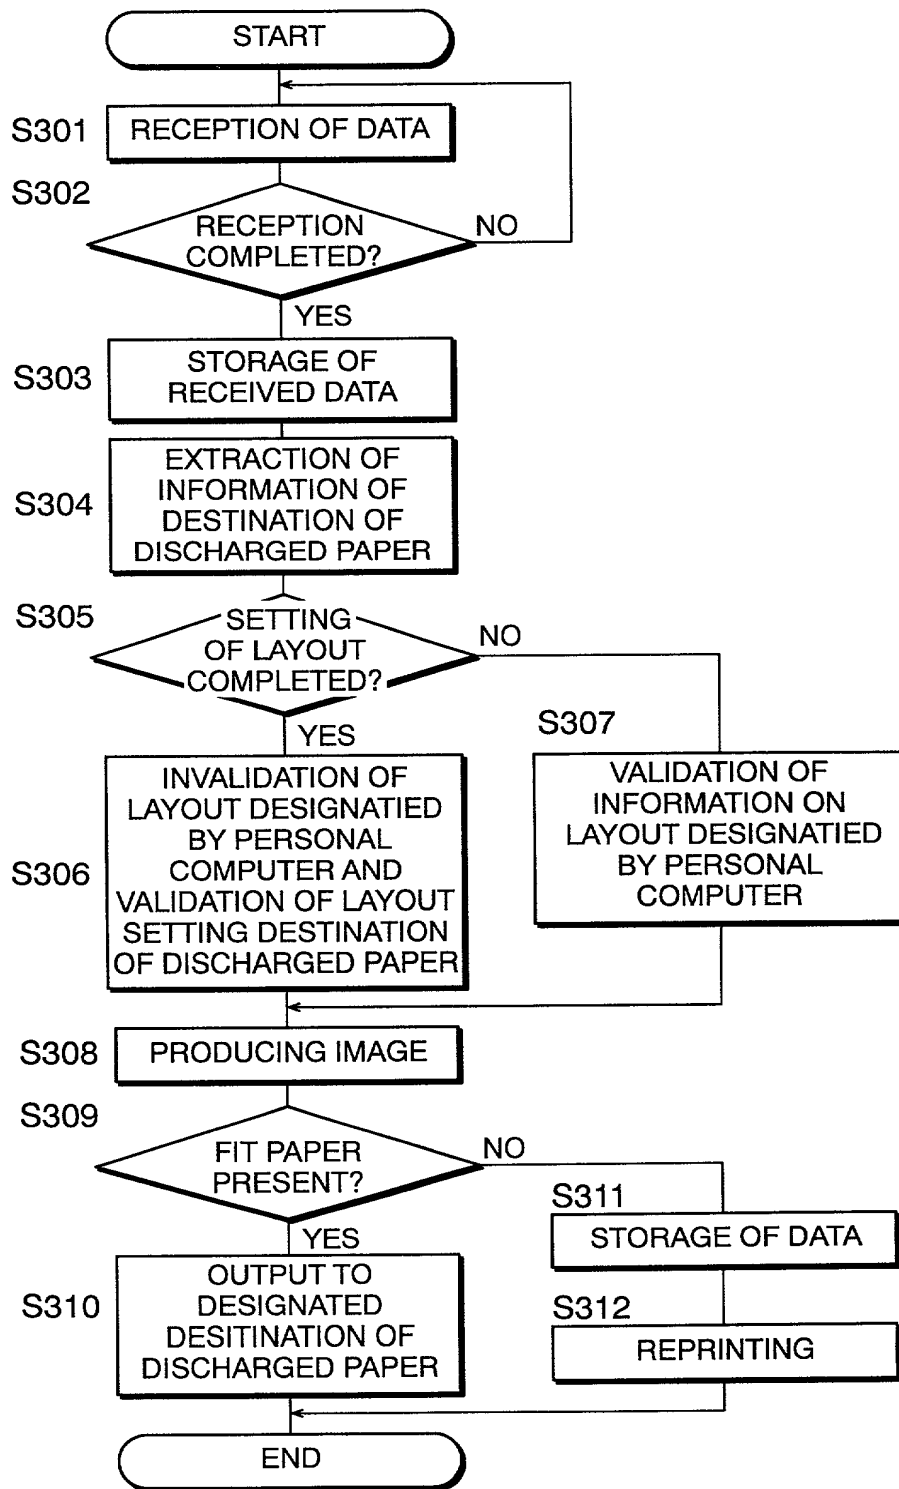 START
S301
RECEPTION OF DATA
S302
RECEPTION
COMPLETED?
NO
YES
S303
STORAGE OF
RECEIVED DATA
S304
EXTRACTION OF
INFORMATION OF
DESTINATION OF
DISCHARGED PAPER
S305
SETTING
OF LAYOUT
COMPLETED?
NO
YES
S306
INVALIDATION OF
LAYOUT DESIGNATIED
BY PERSONAL
COMPUTER AND
VALIDATION OF LAYOUT
SETTING DESTINATION
OF DISCHARGED PAPER
S307
VALIDATION OF
INFORMATION ON
LAYOUT DESIGNATIED
BY PERSONAL
COMPUTER
S308
PRODUCING IMAGE
S309
FIT PAPER
PRESENT?
NO
YES
S310
OUTPUT TO
DESIGNATED
DESITINATION OF
DISCHARGED PAPER
S311
STORAGE OF DATA
S312
REPRINTING
END